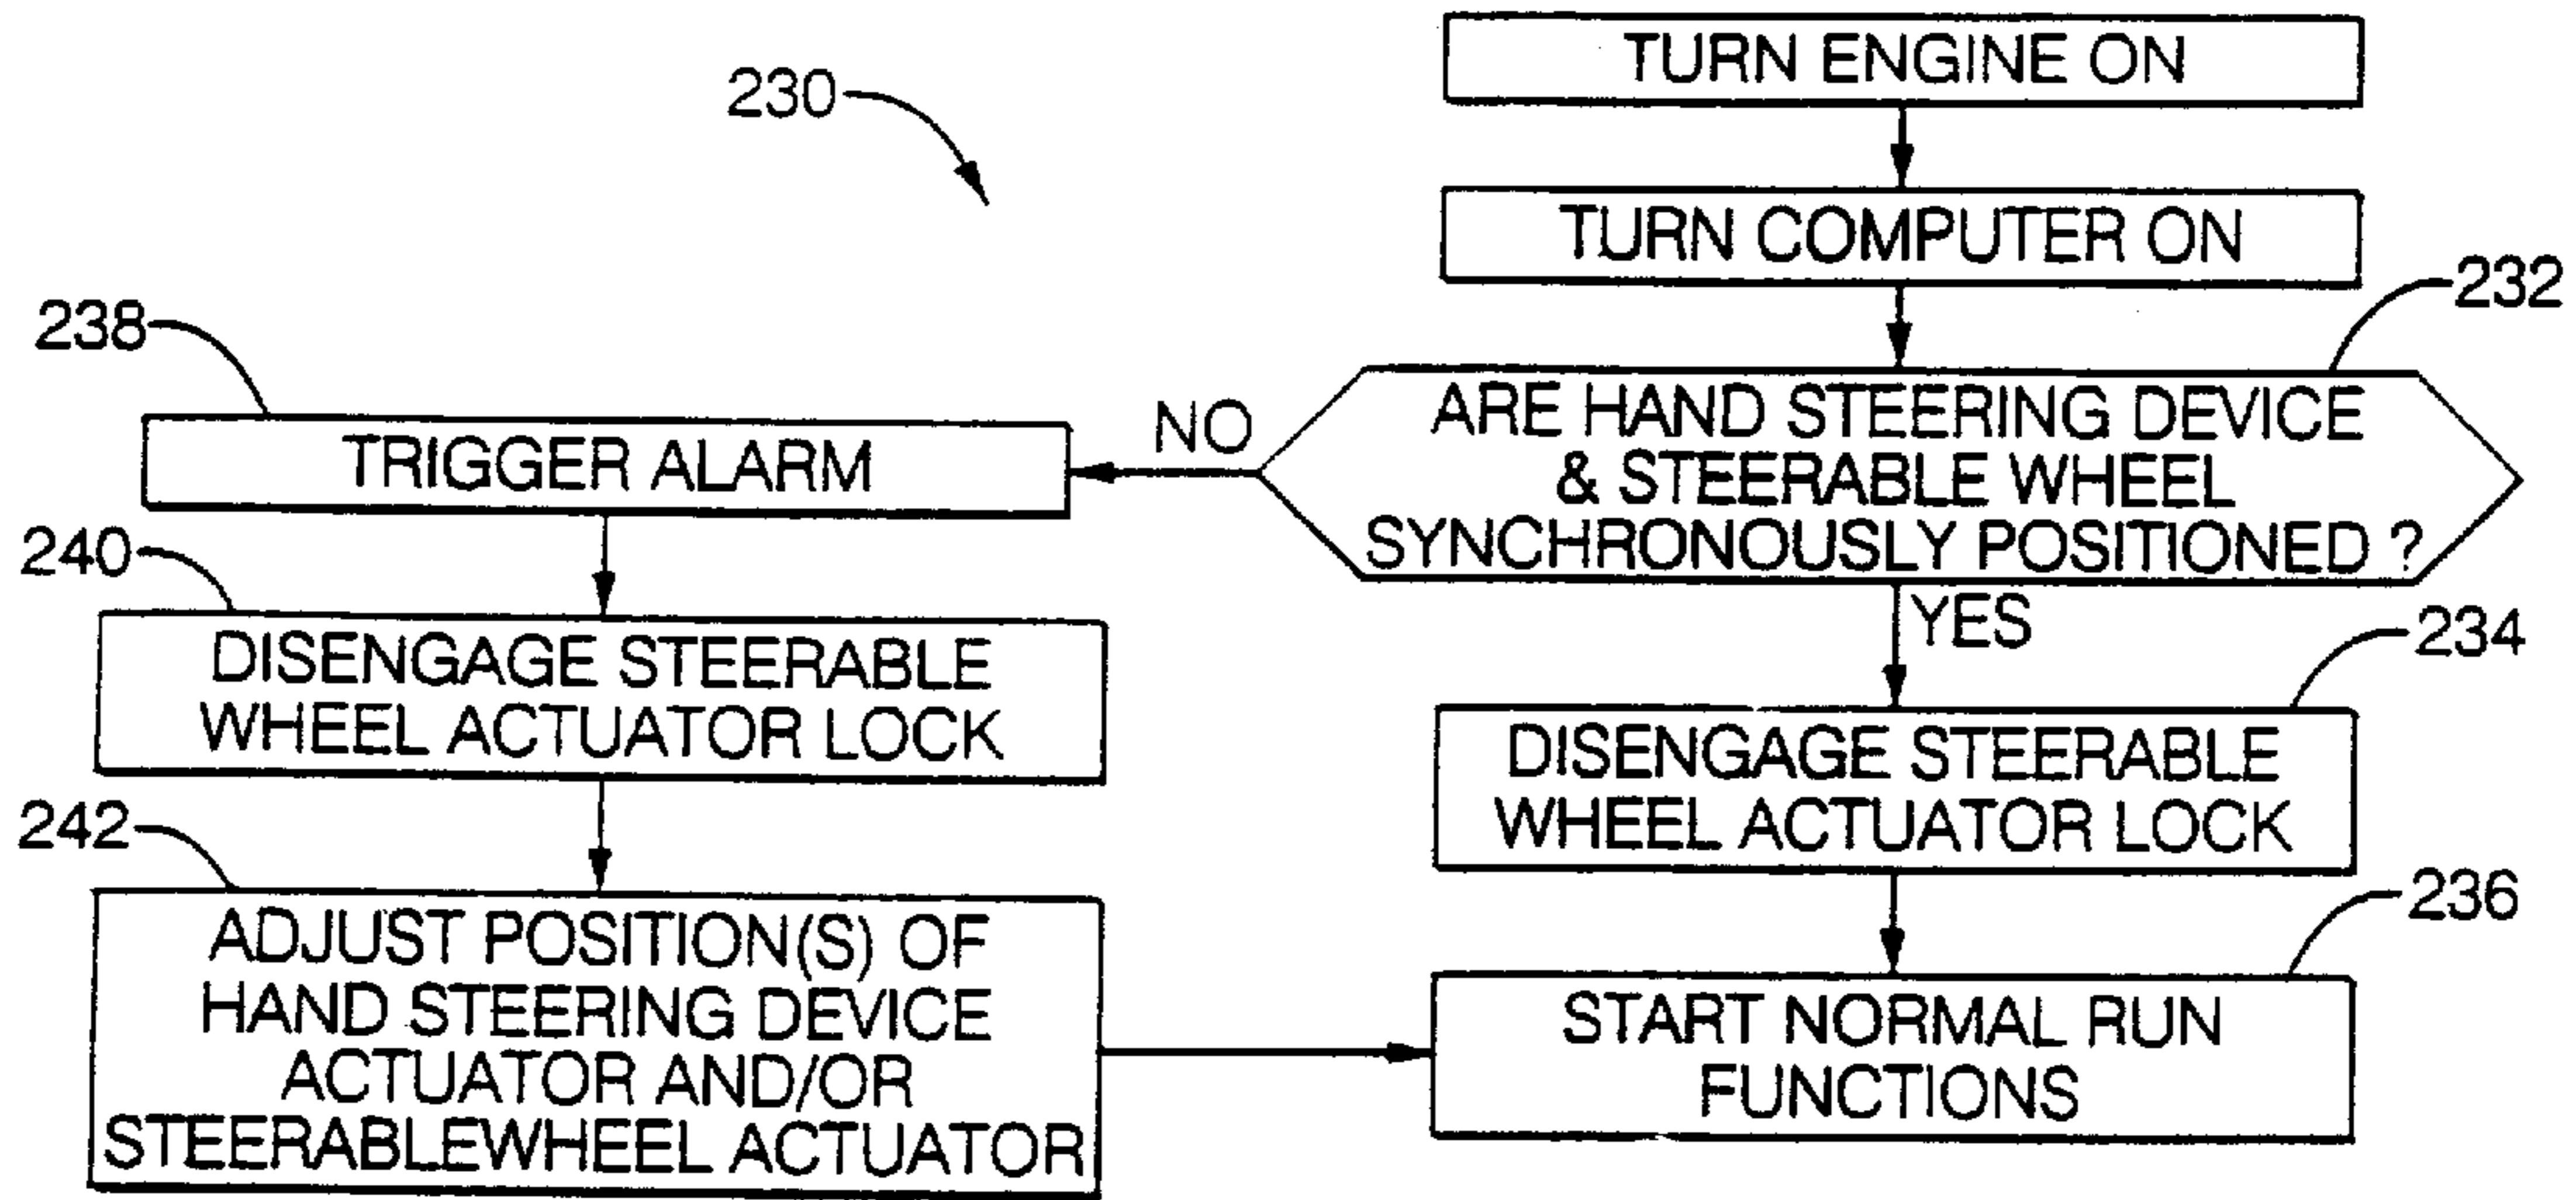 TURN ENGINE ON
230
TURN COMPUTER ON
232
238
ARE HAND STEERING DEVICE
& STEERABLE WHEEL
SYNCHRONOUSLY POSITIONED ?
NO
TRIGGER ALARM
240
YES
DISENGAGE STEERABLE
WHEEL ACTUATOR LOCK
234
DISENGAGE STEERABLE
WHEEL ACTUATOR LOCK
242
ADJUST POSITION(S) OF
HAND STEERING DEVICE
ACTUATOR AND/OR
STEERABLEWHEEL ACTUATOR
236
START NORMAL RUN
FUNCTIONS